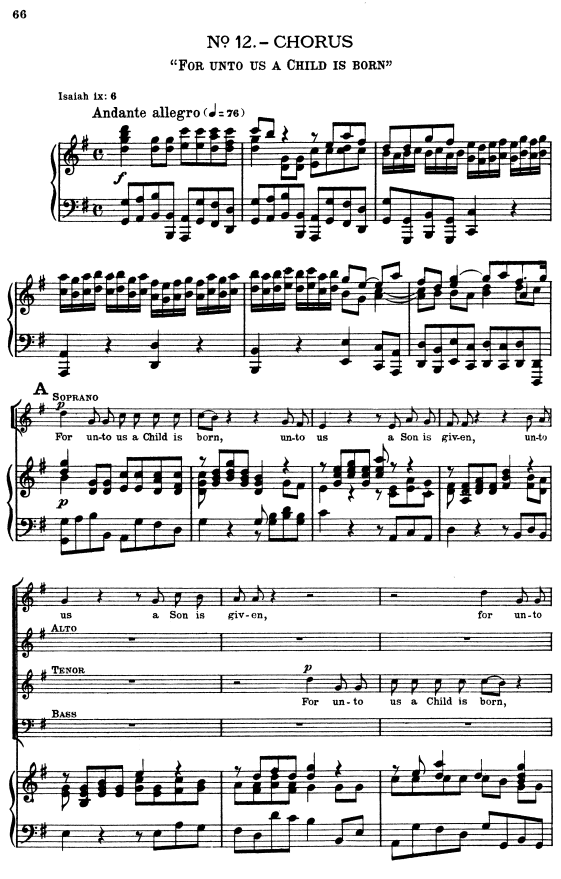 66
Nº 12.– CHORUS
“FOR UNTO US A CHILD IS BORN”
Isaiah ix: 6
Andante allegro (♩=76)
f
A
SOPRANO
p
For un-to us a Child is born, un-to us a Son is giv-en, un-to
p
us a Son is giv-en, for un-to
ALTO
TENOR
p
For un-to us a Child is born,
BASS